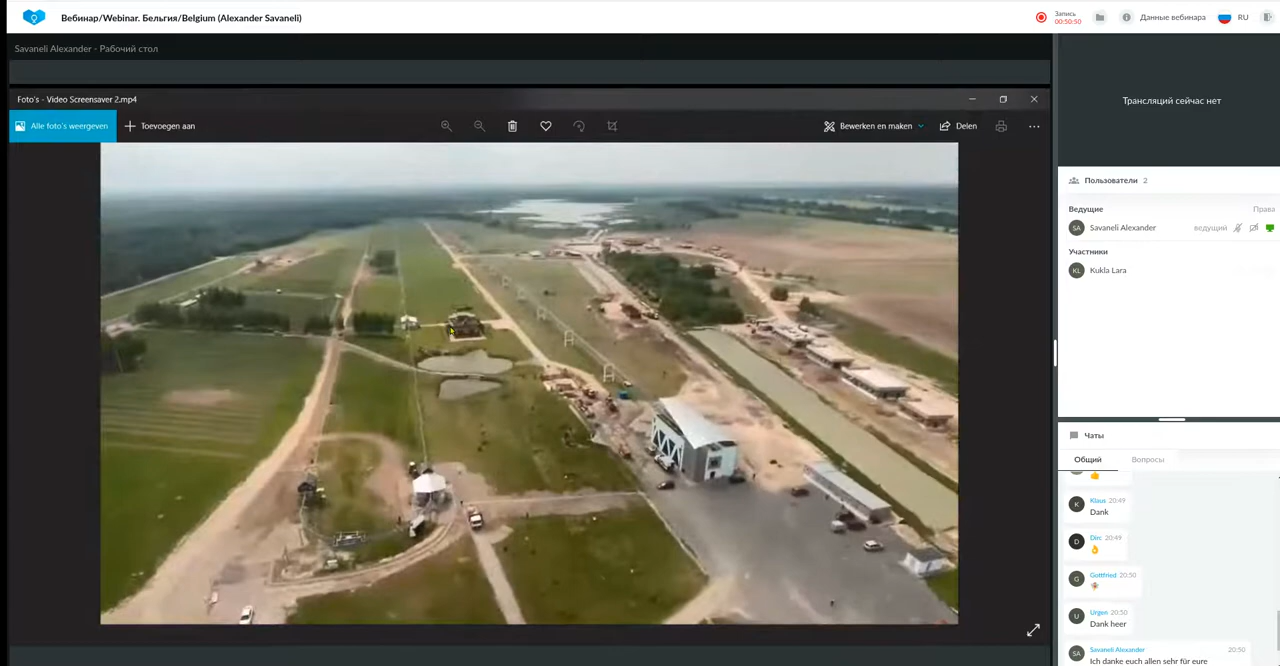 Вебинар/Webinar. Бельгия/Belgium (Alexander Savaneli)
Запись
00:50:50
Данные вебинара
RU
Savaneli Alexander - Рабочий стол
Foto's - Video Screensaver 2.mp4
Alle foto's weergeven
Toevoegen aan
Bewerken en maken
Delen
Трансляций сейчас нет
Пользователи 2
Ведущие
Права
SA
Savaneli Alexander
ведущий
Участники
KL
Kukla Lara
Чаты
Общий
Вопросы
K
Klaus 20:49
Dank
D
20:49
G
Gottfried 20:50
U
Urgen 20:50
Dank heer
SA
Savaneli Alexander 20:50
Ich danke euch allen sehr für eure